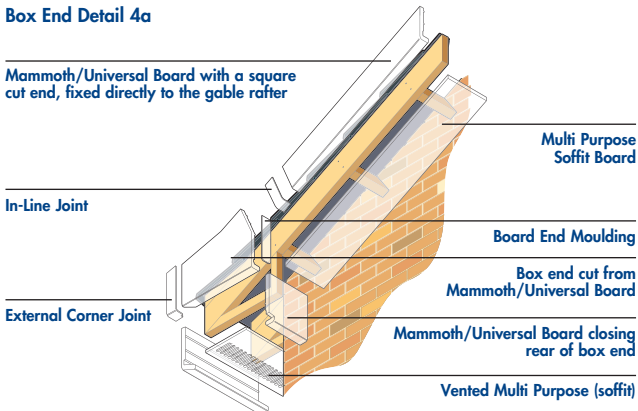 Box End Detail 4a
Mammoth/Universal Board with a square
cut end, fixed directly to the gable rafter
Multi Purpose
Soffit Board
In-Line Joint
Board End Moulding
Box end cut from
Mammoth/Universal Board
External Corner Joint
Mammoth/Universal Board closing
rear of box end
Vented Multi Purpose (soffit)